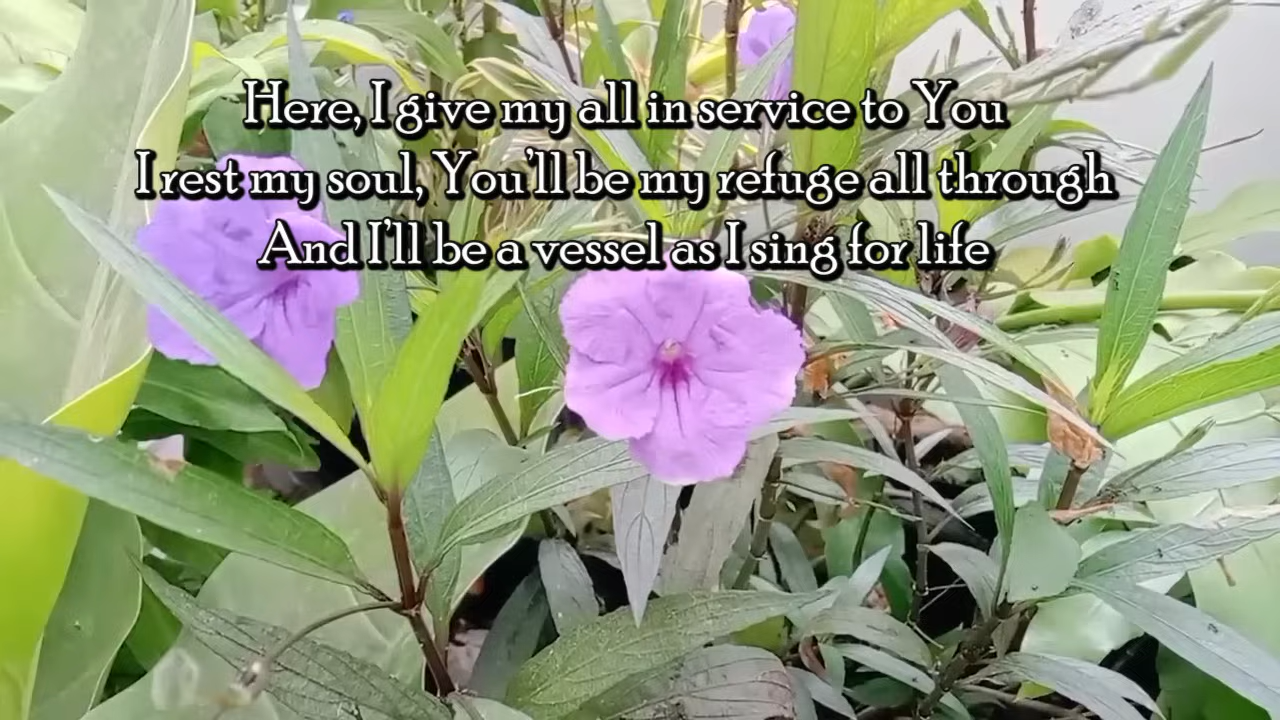 Here, I give my all in service to You
I rest my soul, You'll be my refuge all through
And I'll be a vessel as I sing for life